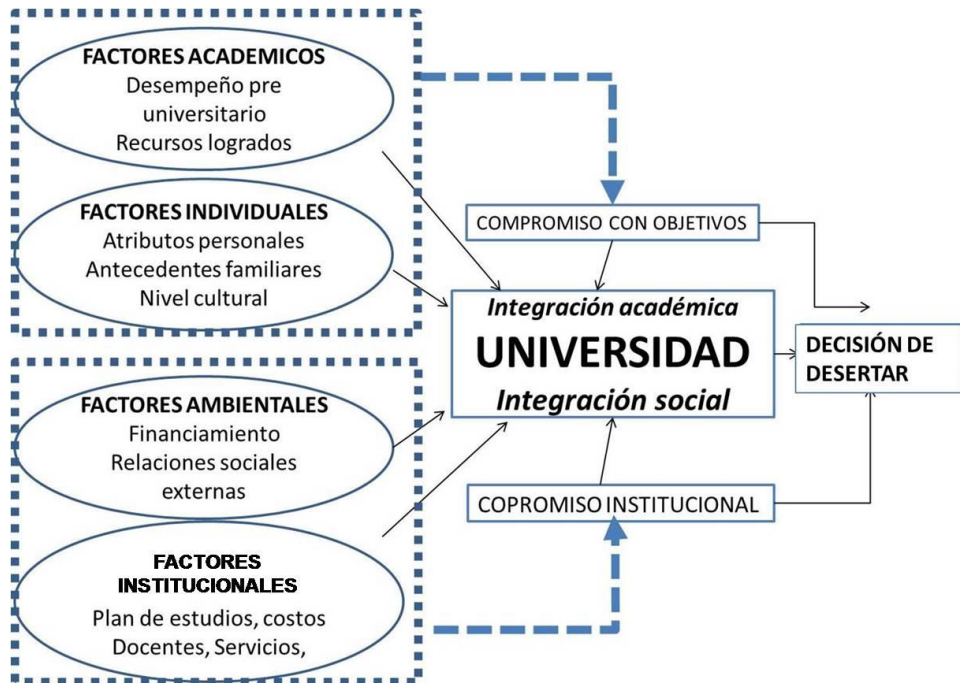 FACTORES ACADEMICOS
Desempeño pre
universitario
Recursos logrados
FACTORES INDIVIDUALES
Atributos personales
Antecedentes familiares
Nivel cultural
FACTORES AMBIENTALES
Financiamiento
Relaciones sociales
externas
FACTORES
INSTITUCIONALES
Plan de estudios, costos
Docentes, Servicios,
COMPROMISO CON OBJETIVOS
Integración académica
UNIVERSIDAD
Integración social
COPROMISO INSTITUCIONAL
DECISIÓN DE
DESERTAR